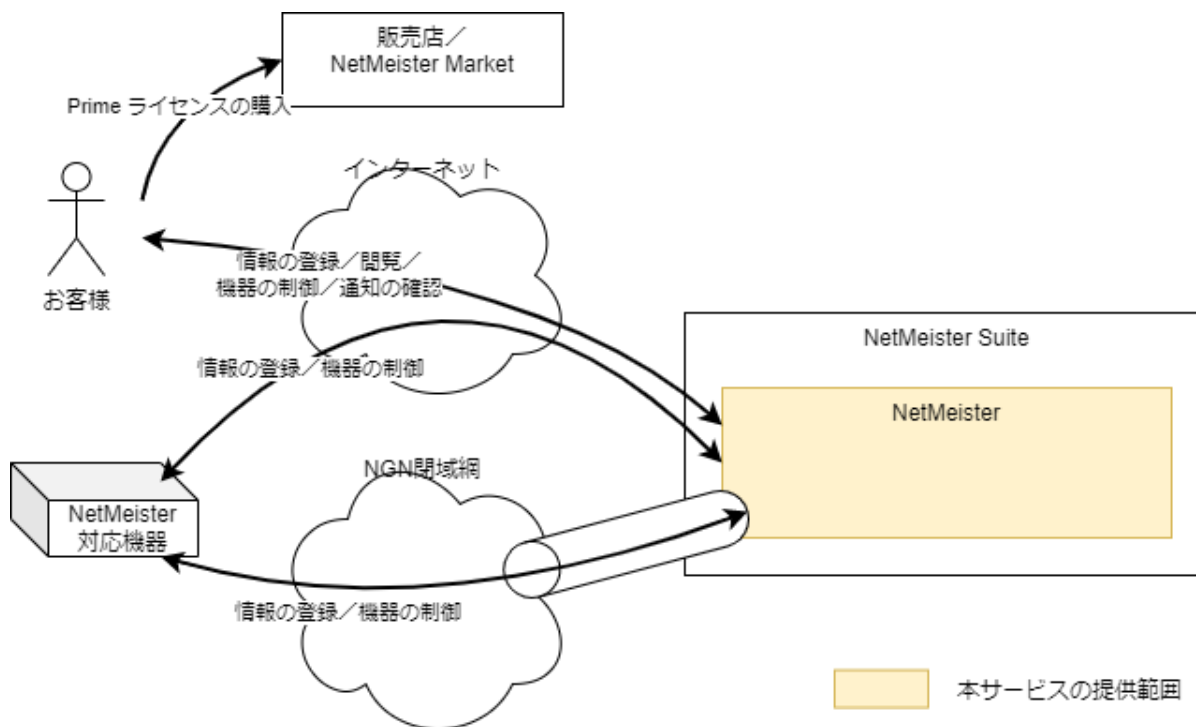 販売店／
NetMeister Market
Prime ライセンスの購入
インターネット
お客様
情報の登録／閲覧／
機器の制御／通知の確認
NetMeister Suite
情報の登録／機器の制御
NetMeister
NGN閉域網
NetMeister
対応機器
情報の登録／機器の制御
本サービスの提供範囲